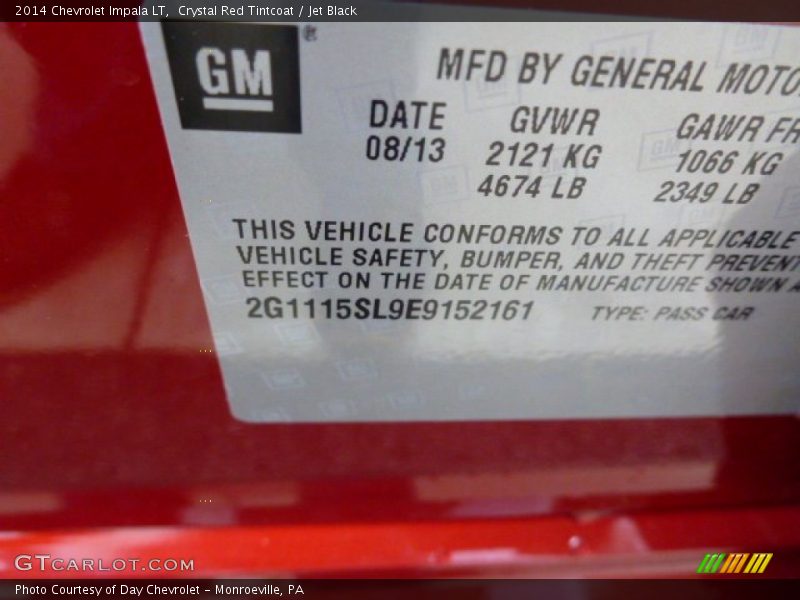 2014 Chevrolet Impala LT, Crystal Red Tintcoat / Jet Black
GM ®
MFD BY GENERAL MOTO
DATE GVWR GAWR FR
08/13 2121 KG 1066 KG
4674 LB 2349 LB
THIS VEHICLE CONFORMS TO ALL APPLICABLE
VEHICLE SAFETY, BUMPER, AND THEFT PREVENT
EFFECT ON THE DATE OF MANUFACTURE SHOWN A
2G1115SL9E9152161 TYPE: PASS CAR
GTCARLOT.COM
Photo Courtesy of Day Chevrolet - Monroeville, PA